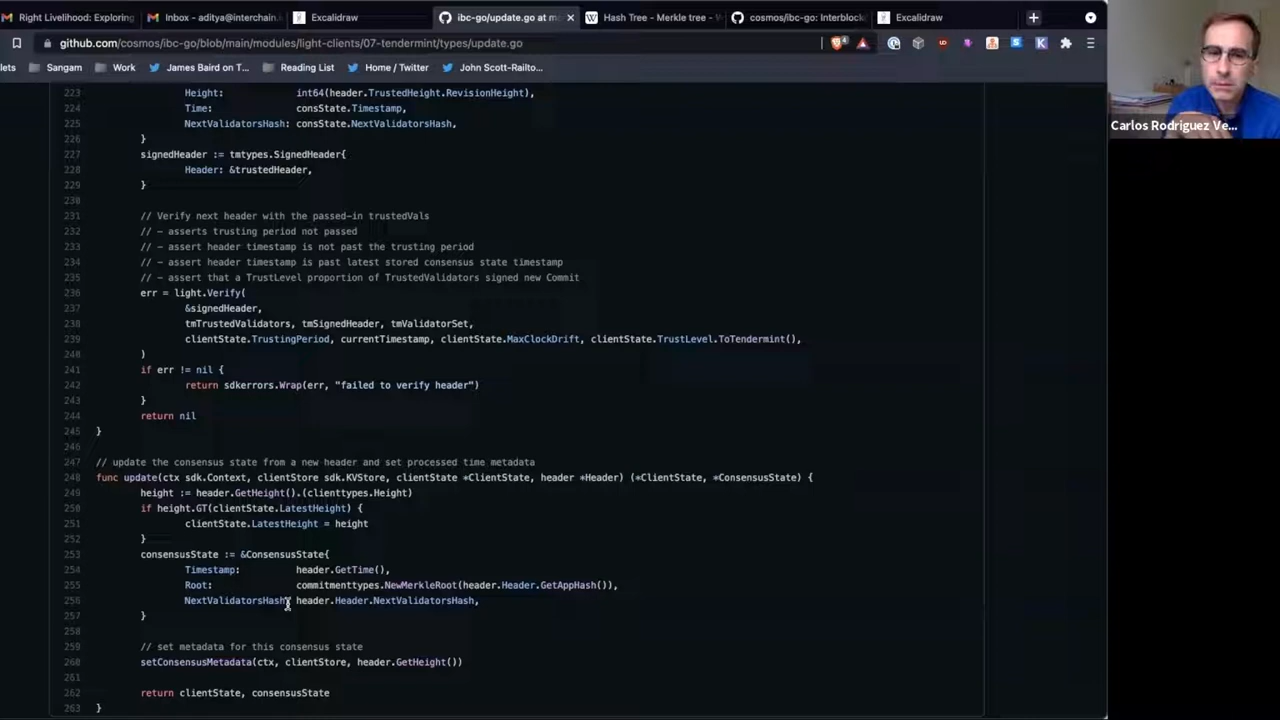 Right Livelihood: Exploring
Inbox - aditya@interchain.
Excalidraw
ibc-go/update.go at m
Hash Tree - Merkle tree -
cosmos/ibc-go: Interblock
Excalidraw
github.com/cosmos/ibc-go/blob/main/modules/light-clients/07-tendermint/types/update.go
lets
Sangam
Work
James Baird on T...
Reading List
Home / Twitter
John Scott-Railto...
Carlos Rodriguez Ve...
223 Height: int64(header.TrustedHeight.RevisionHeight),
224 Time: consState.Timestamp,
225 NextValidatorsHash: consState.NextValidatorsHash,
226 }
227 signedHeader := tmtypes.SignedHeader{
228 Header: &trustedHeader,
229 }
230
231 // Verify next header with the passed-in trustedVals
232 // - asserts trusting period not passed
233 // - assert header timestamp is not past the trusting period
234 // - assert header timestamp is past latest stored consensus state timestamp
235 // - assert that a TrustLevel proportion of TrustedValidators signed new Commit
236 err = light.Verify(
237 &signedHeader,
238 tmTrustedValidators, tmSignedHeader, tmValidatorSet,
239 clientState.TrustingPeriod, currentTimestamp, clientState.MaxClockDrift, clientState.TrustLevel.ToTendermint(),
240 )
241 if err != nil {
242 return sdkerrors.Wrap(err, "failed to verify header")
243 }
244 return nil
245 }
246
247 // update the consensus state from a new header and set processed time metadata
248 func update(ctx sdk.Context, clientStore sdk.KVStore, clientState *ClientState, header *Header) (*ClientState, *ConsensusState) {
249 height := header.GetHeight().(clienttypes.Height)
250 if height.GT(clientState.LatestHeight) {
251 clientState.LatestHeight = height
252 }
253 consensusState := &ConsensusState{
254 Timestamp: header.GetTime(),
255 Root: commitmenttypes.NewMerkleRoot(header.Header.GetAppHash()),
256 NextValidatorsHash: header.Header.NextValidatorsHash,
257 }
258
259 // set metadata for this consensus state
260 setConsensusMetadata(ctx, clientStore, header.GetHeight())
261
262 return clientState, consensusState
263 }